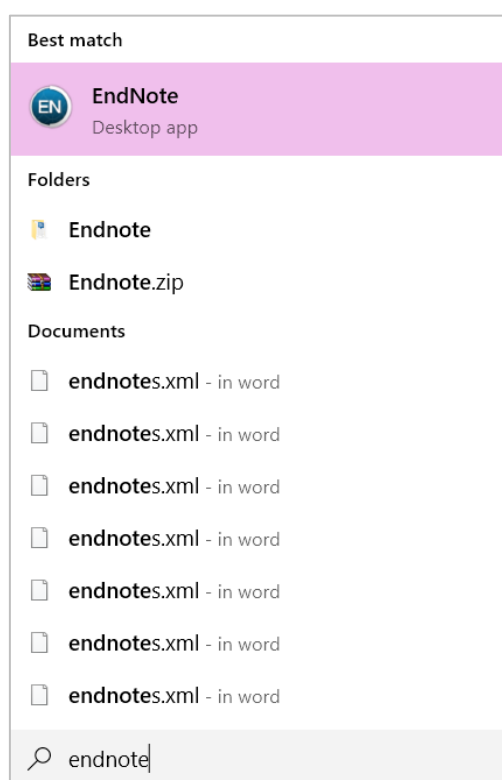 Best match
EN
EndNote
Desktop app
Folders
Endnote
Endnote.zip
Documents
endnotes.xml - in word
endnotes.xml - in word
endnotes.xml - in word
endnotes.xml - in word
endnotes.xml - in word
endnotes.xml - in word
endnotes.xml - in word
endnote